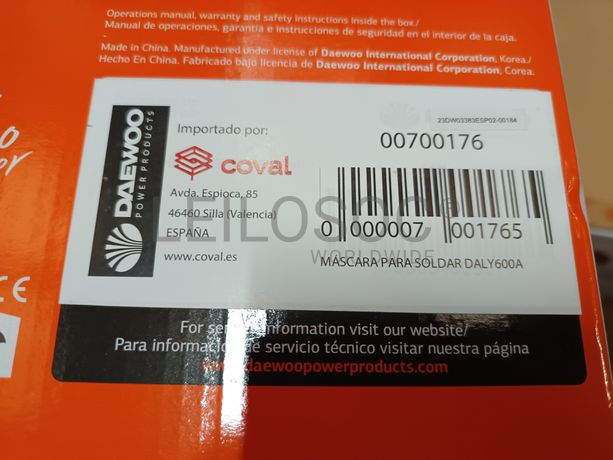 Operations manual, warranty and safety instructions inside the box./
Manual de operaciones, garantía e instrucciones de seguridad en el interior de la caja.
Made in China. Manufactured under license of Daewoo International Corporation, Korea./
Hecho En China. Fabricado bajo licencia de Daewoo International Corporation, Corea.
DAEWOO
POWER PRODUCTS
23DW03383ESP02-00184
Importado por:
coval
Avda. Espioca, 85
46460 Silla (Valencia)
ESPAÑA
www.coval.es
00700176
0 000007 001765
MÁSCARA PARA SOLDAR DALY600A
LEILOSOC®
WORLDWIDE
CE
For service information visit our website/
Para información de servicio técnico visitar nuestra página
www.daewoopowerproducts.com